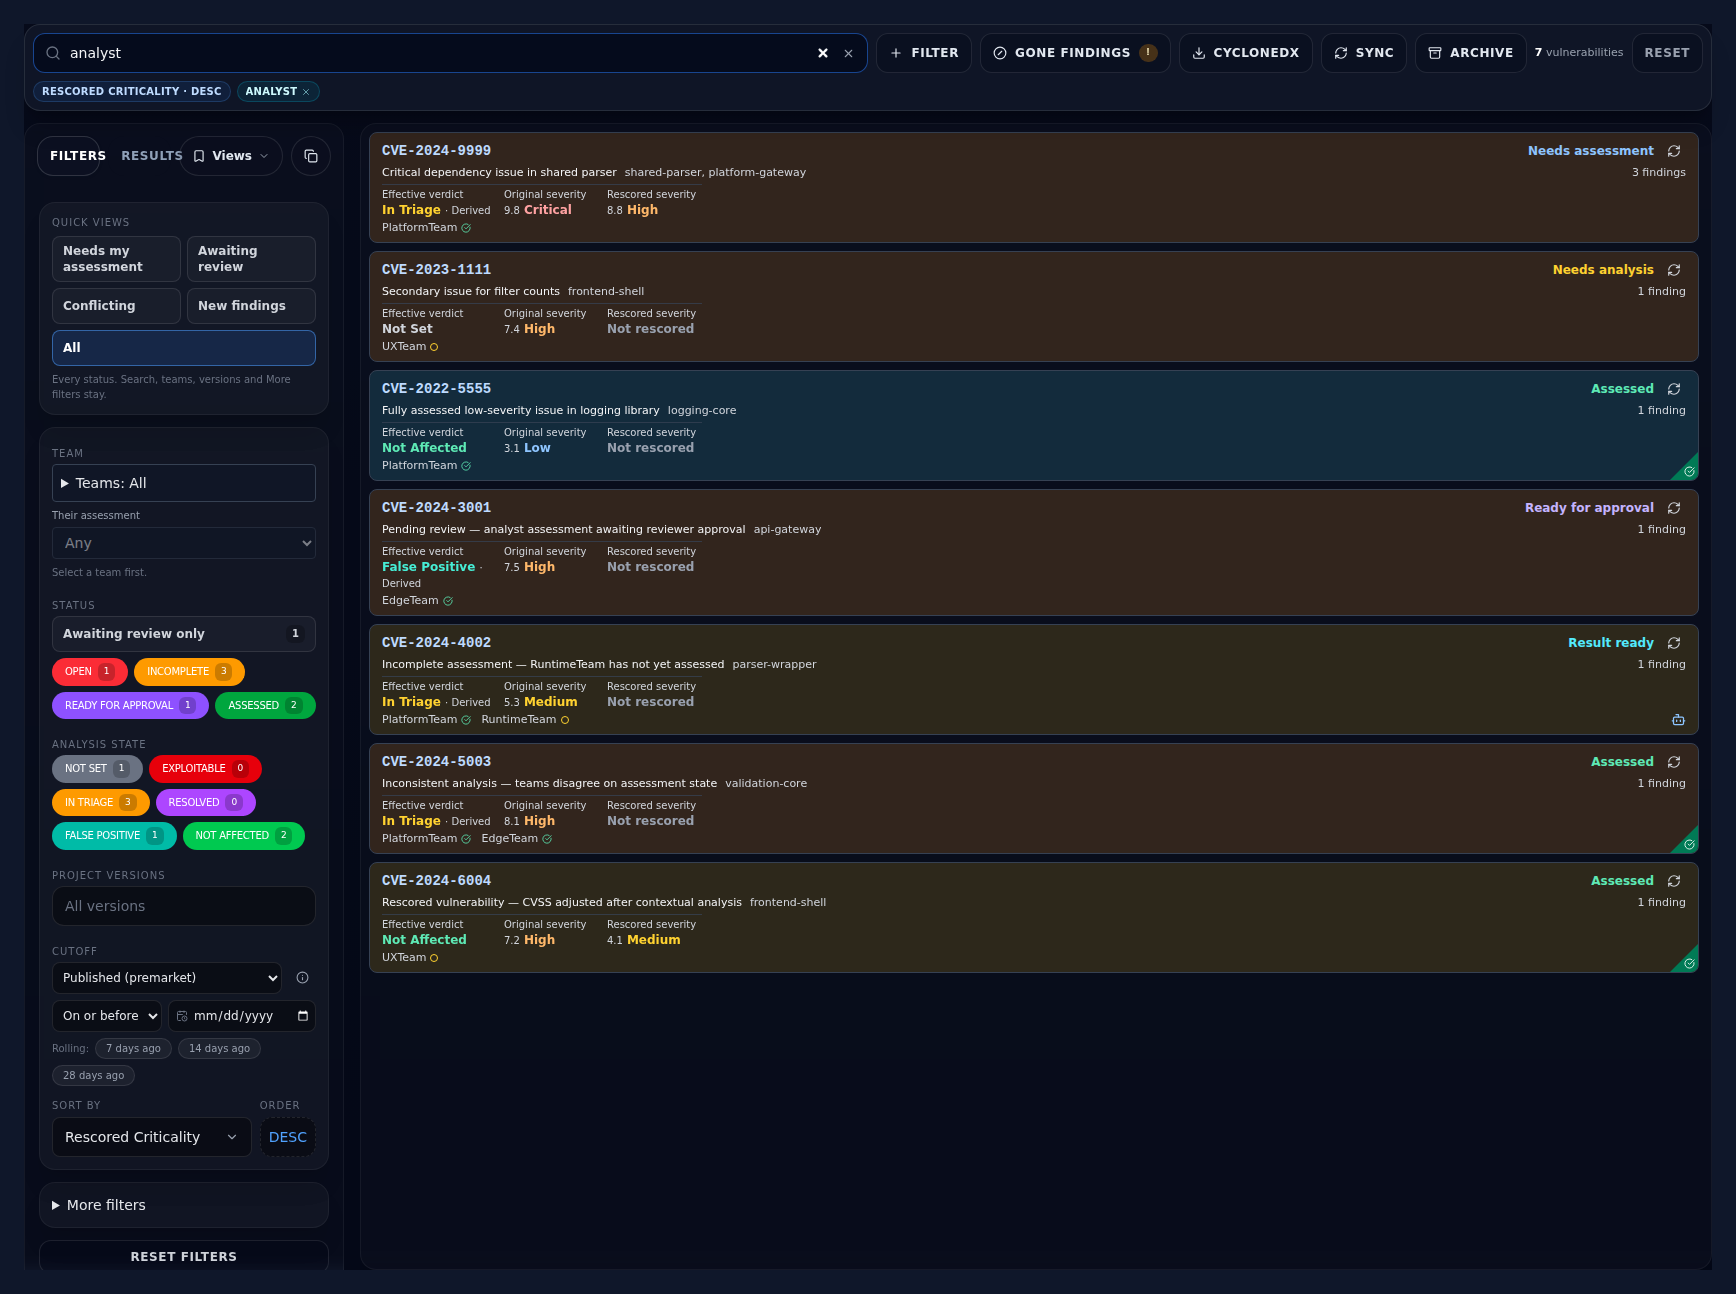 analyst
FILTER
GONE FINDINGS !
CYCLONEDX
SYNC
ARCHIVE
7 vulnerabilities
RESET
RESCORED CRITICALITY · DESC
ANALYST
FILTERS
RESULTS
Views
QUICK VIEWS
Needs my
assessment
Awaiting
review
Conflicting
New findings
All
Every status. Search, teams, versions and More
filters stay.
TEAM
Teams: All
Their assessment
Any
Select a team first.
STATUS
Awaiting review only 1
OPEN 1
INCOMPLETE 3
READY FOR APPROVAL 1
ASSESSED 2
ANALYSIS STATE
NOT SET 1
EXPLOITABLE 0
IN TRIAGE 3
RESOLVED 0
FALSE POSITIVE 1
NOT AFFECTED 2
PROJECT VERSIONS
All versions
CUTOFF
Published (premarket)
On or before
mm/dd/yyyy
Rolling: 7 days ago 14 days ago
28 days ago
SORT BY
ORDER
Rescored Criticality
DESC
More filters
RESET FILTERS
CVE-2024-9999
Needs assessment
Critical dependency issue in shared parser shared-parser, platform-gateway
3 findings
Effective verdict Original severity Rescored severity
In Triage · Derived 9.8 Critical 8.8 High
PlatformTeam
CVE-2023-1111
Needs analysis
Secondary issue for filter counts frontend-shell
1 finding
Effective verdict Original severity Rescored severity
Not Set 7.4 High Not rescored
UXTeam
CVE-2022-5555
Assessed
Fully assessed low-severity issue in logging library logging-core
1 finding
Effective verdict Original severity Rescored severity
Not Affected 3.1 Low Not rescored
PlatformTeam
CVE-2024-3001
Ready for approval
Pending review — analyst assessment awaiting reviewer approval api-gateway
1 finding
Effective verdict Original severity Rescored severity
False Positive · 7.5 High Not rescored
Derived
EdgeTeam
CVE-2024-4002
Result ready
Incomplete assessment — RuntimeTeam has not yet assessed parser-wrapper
1 finding
Effective verdict Original severity Rescored severity
In Triage · Derived 5.3 Medium Not rescored
PlatformTeam RuntimeTeam
CVE-2024-5003
Assessed
Inconsistent analysis — teams disagree on assessment state validation-core
1 finding
Effective verdict Original severity Rescored severity
In Triage · Derived 8.1 High Not rescored
PlatformTeam EdgeTeam
CVE-2024-6004
Assessed
Rescored vulnerability — CVSS adjusted after contextual analysis frontend-shell
1 finding
Effective verdict Original severity Rescored severity
Not Affected 7.2 High 4.1 Medium
UXTeam